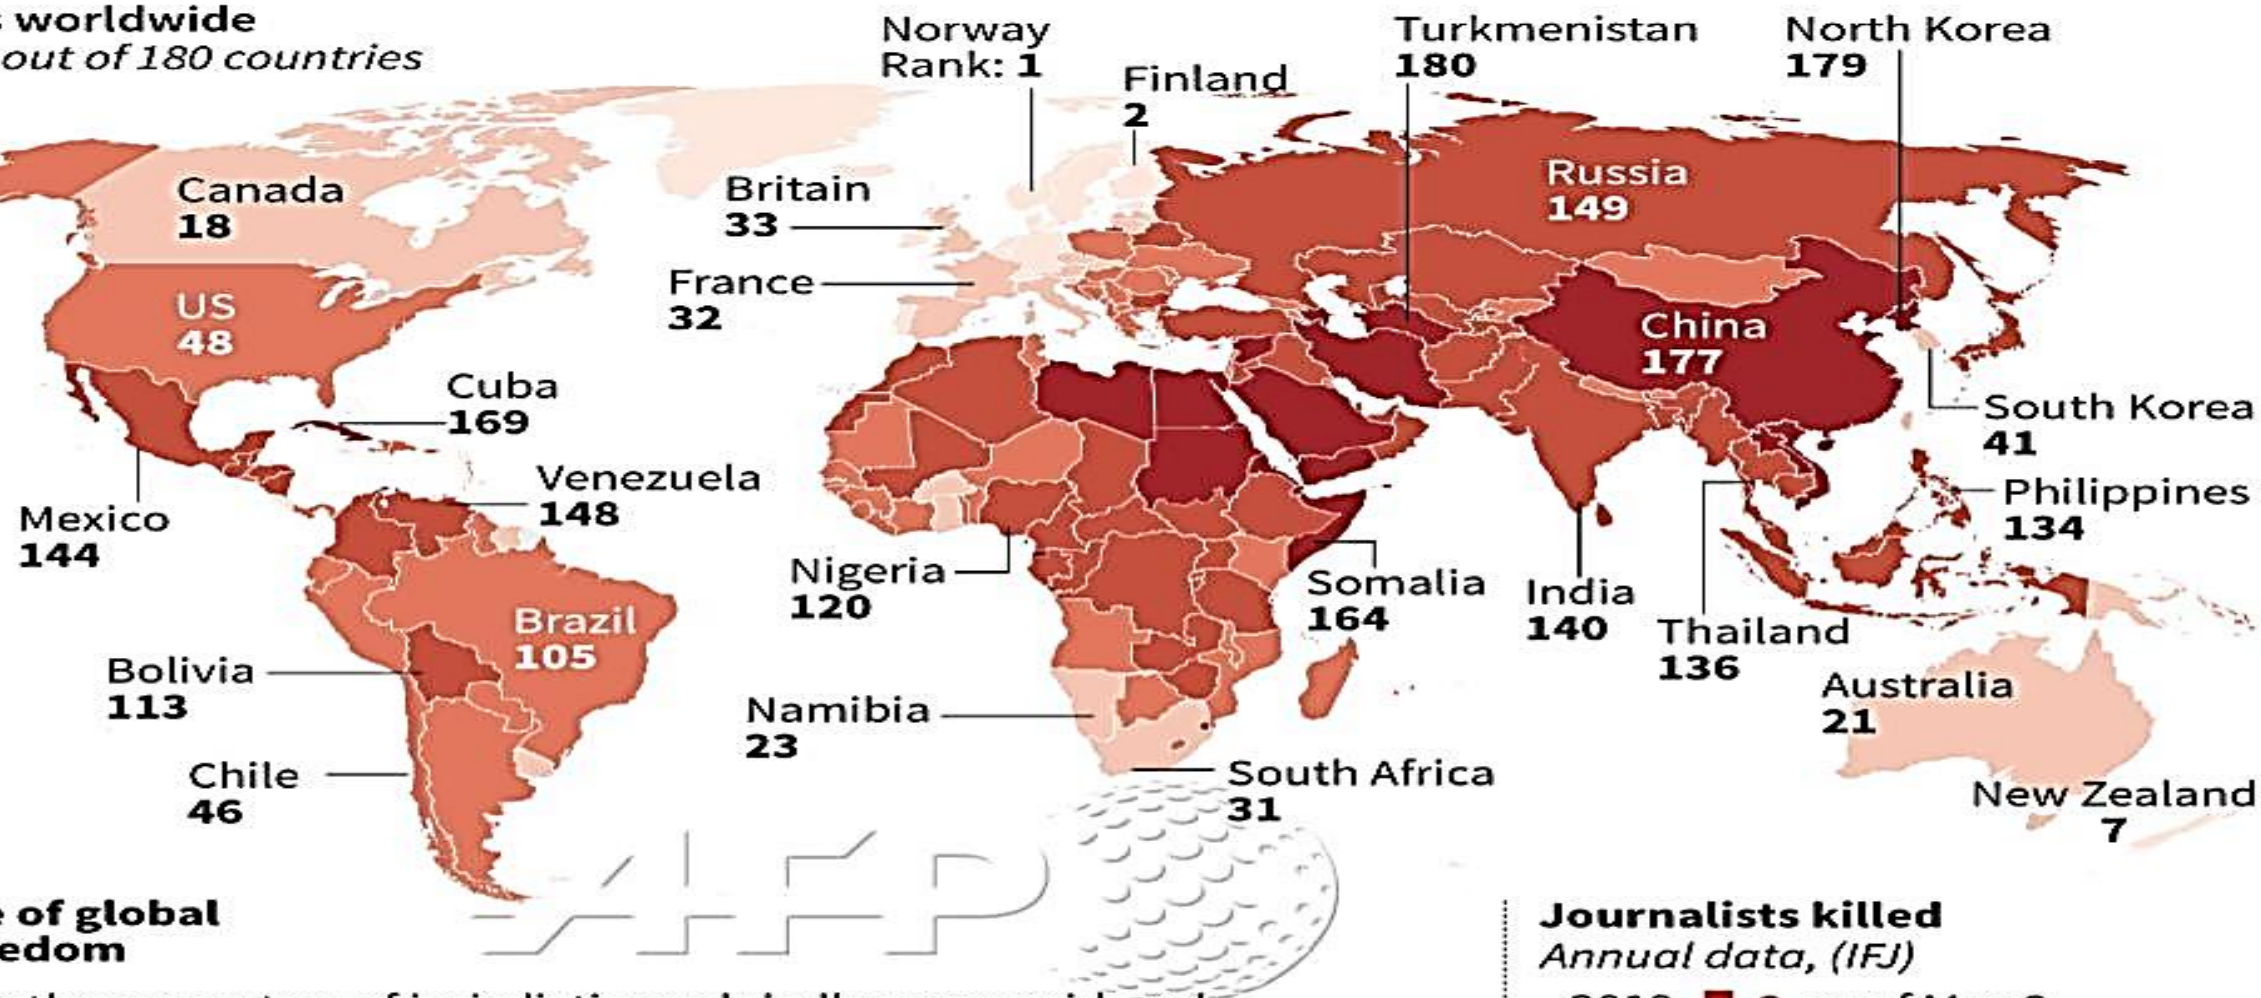 worldwide
out of 180 countries
Norway
Rank: 1
Finland
2
Turkmenistan
180
North Korea
179
Canada
18
Britain
33
Russia
149
France
32
US
48
China
177
Cuba
169
South Korea
41
Venezuela
148
Philippines
134
Mexico
144
Nigeria
120
Somalia
164
India
140
Thailand
136
Brazil
105
Bolivia
113
Namibia
23
Australia
21
Chile
46
South Africa
31
New Zealand
7
AFP
of global
edom
Journalists killed
Annual data, (IFJ)